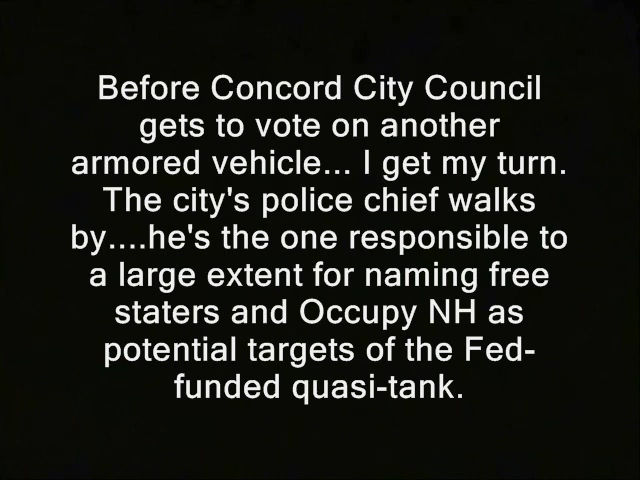 Before Concord City Council
gets to vote on another
armored vehicle... I get my turn.
The city's police chief walks
by....he's the one responsible to
a large extent for naming free
staters and Occupy NH as
potential targets of the Fed-
funded quasi-tank.